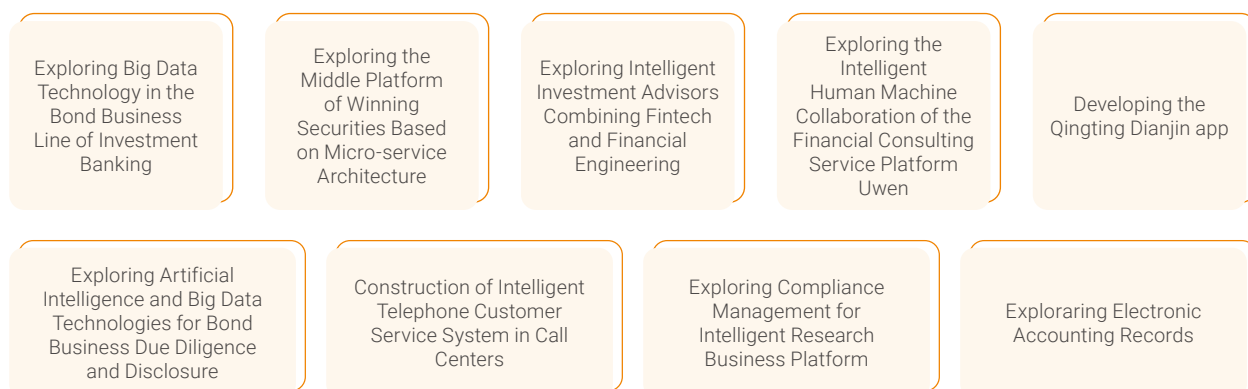 Exploring Big Data
Technology in the
Bond Business
Line of Investment
Banking
Exploring the
Middle Platform
of Winning
Securities Based
on Micro-service
Architecture
Exploring Intelligent
Investment Advisors
Combining Fintech
and Financial
Engineering
Exploring the
Intelligent
Human Machine
Collaboration of the
Financial Consulting
Service Platform
Uwen
Developing the
Qingting Dianjin app
Exploring Artificial
Intelligence and Big Data
Technologies for Bond
Business Due Diligence
and Disclosure
Construction of Intelligent
Telephone Customer
Service System in Call
Centers
Exploring Compliance
Management for
Intelligent Research
Business Platform
Exploraring Electronic
Accounting Records